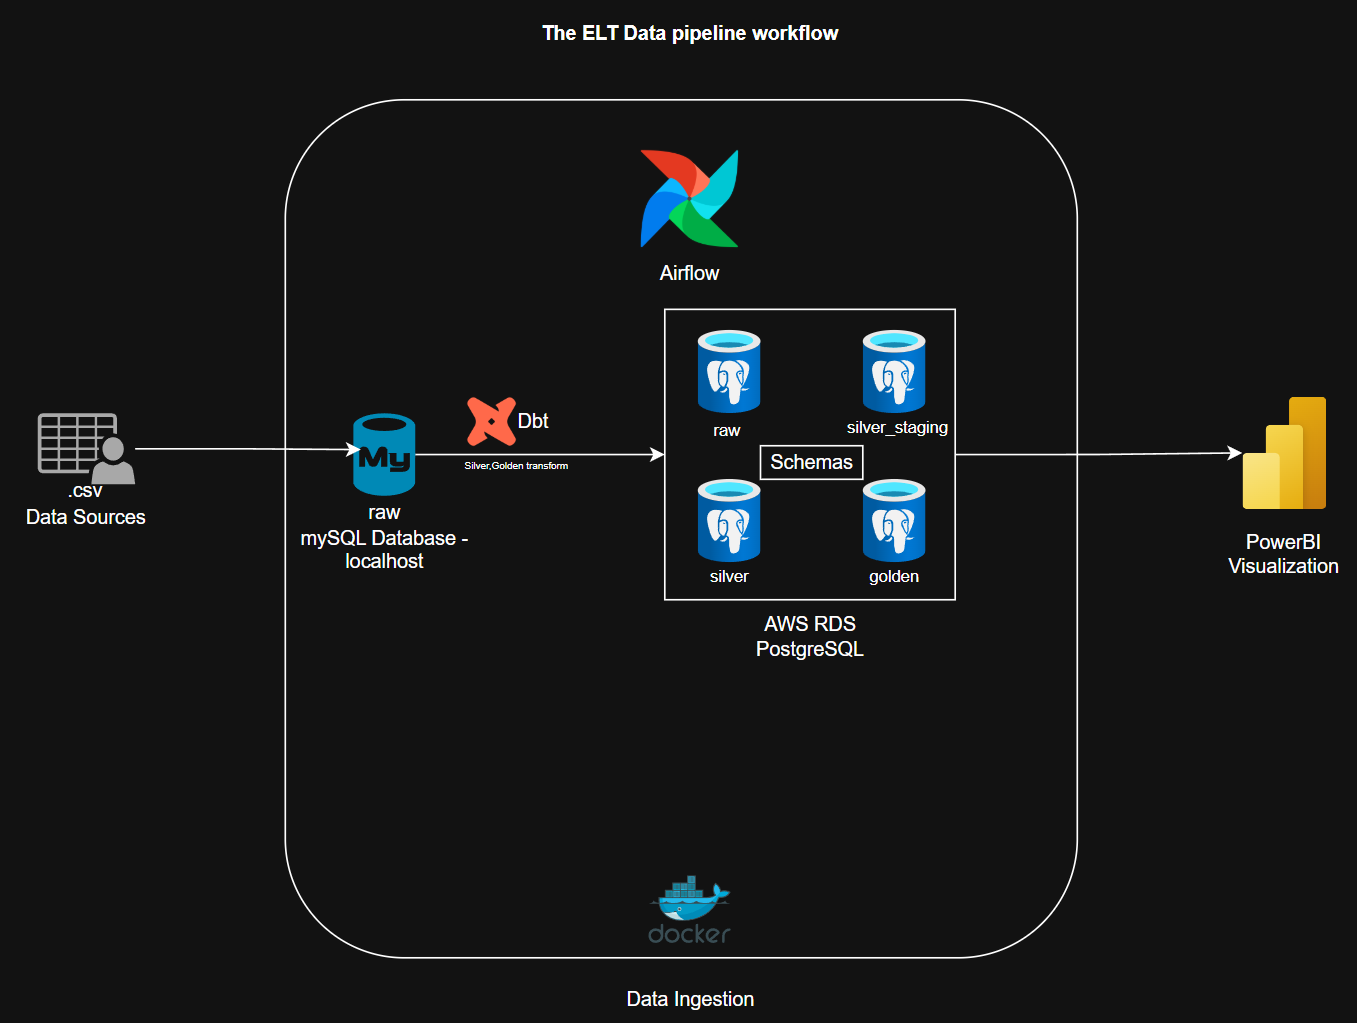 The ELT Data pipeline workflow
Airflow
raw
silver_staging
Schemas
silver
golden
AWS RDS
PostgreSQL
Dbt
Silver,Golden transform
My
raw
mySQL Database -
localhost
.csv
Data Sources
PowerBI
Visualization
docker
Data Ingestion